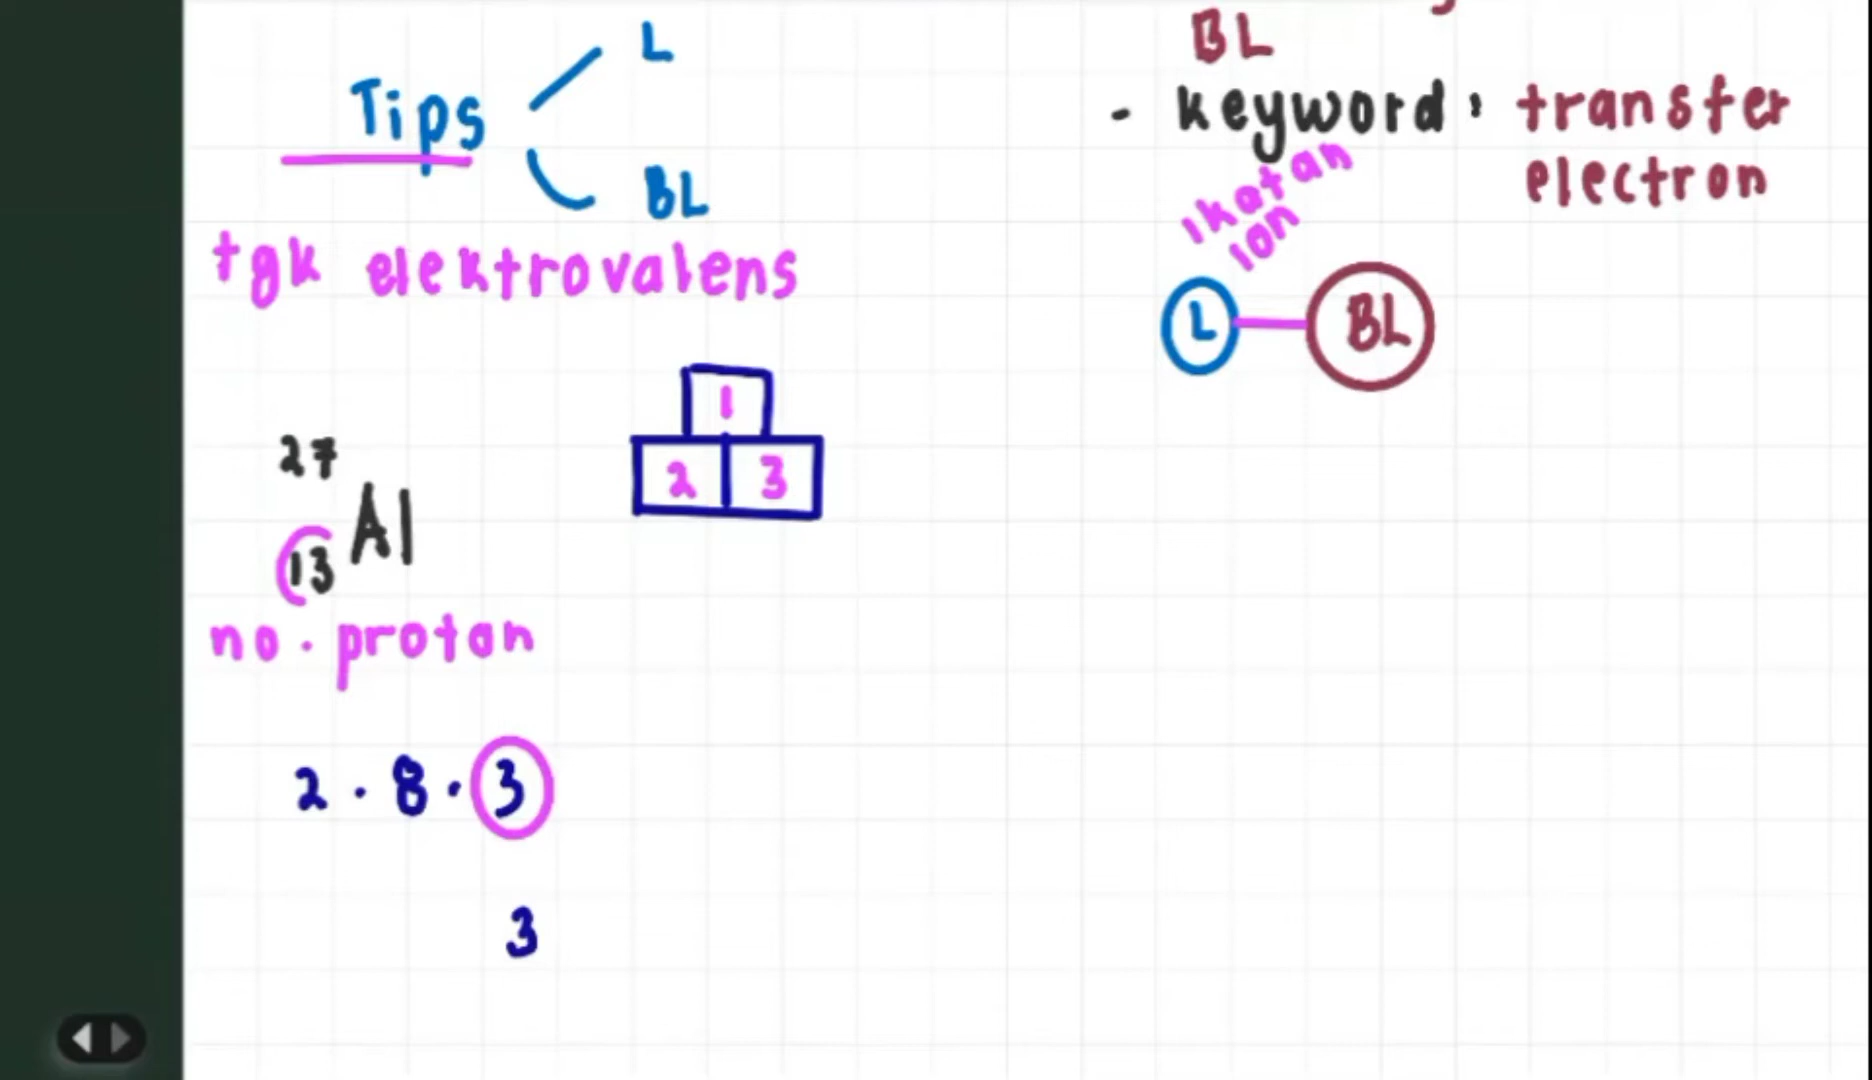 Tips
L
BL
tgk elektrovalens
1
2 3
27
13 Al
no. proton
2 . 8 . 3
3
BL
- keyword : transfer
electron
Ikatan
Ion
L BL